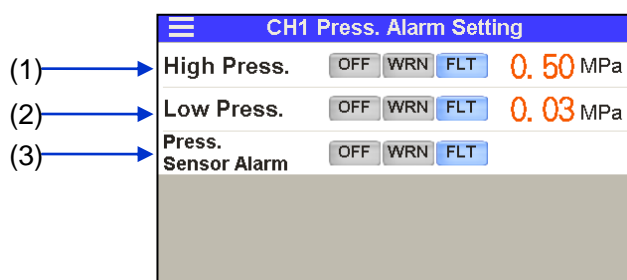 CH1 Press. Alarm Setting
(1) High Press. OFF WRN FLT 0.50 MPa
(2) Low Press. OFF WRN FLT 0.03 MPa
(3) Press.
Sensor Alarm OFF WRN FLT